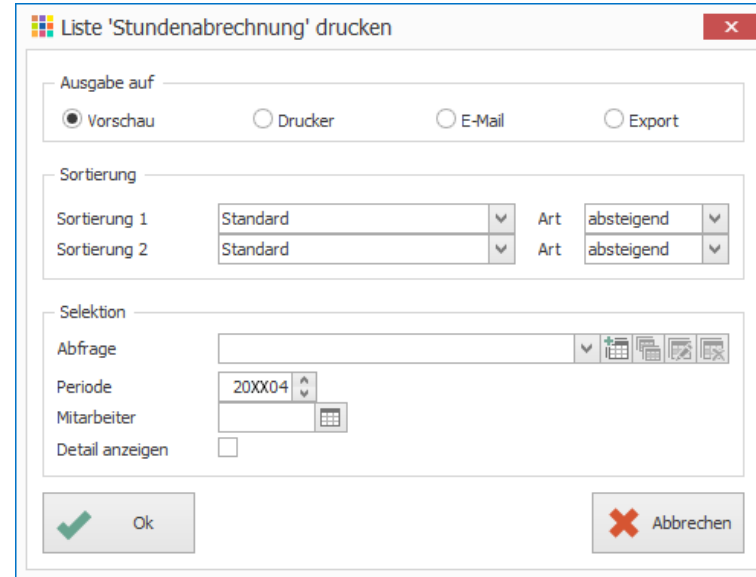 Liste 'Stundenabrechnung' drucken
Ausgabe auf
Vorschau Drucker E-Mail Export
Sortierung
Sortierung 1 Standard Art absteigend
Sortierung 2 Standard Art absteigend
Selektion
Abfrage
Periode 20XX04
Mitarbeiter
Detail anzeigen
Ok Abbrechen